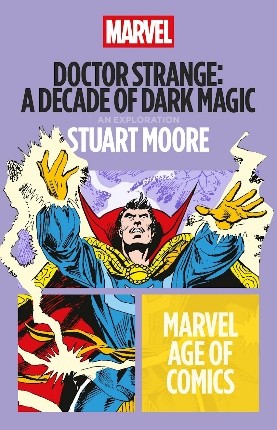 MARVEL
DOCTOR STRANGE:
A DECADE OF DARK MAGIC
AN EXPLORATION
STUART MOORE
MARVEL
AGE OF
COMICS